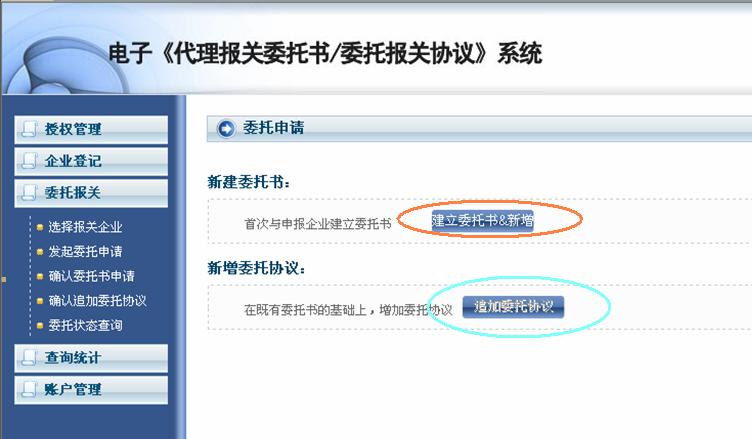 电子《代理报关委托书/委托报关协议》系统
授权管理
企业登记
委托报关
选择报关企业
发起委托申请
确认委托书申请
确认追加委托协议
委托状态查询
查询统计
账户管理
委托申请
新建委托书：
首次与申报企业建立委托书 建立委托书&新增
新增委托协议：
在既有委托书的基础上，增加委托协议 追加委托协议